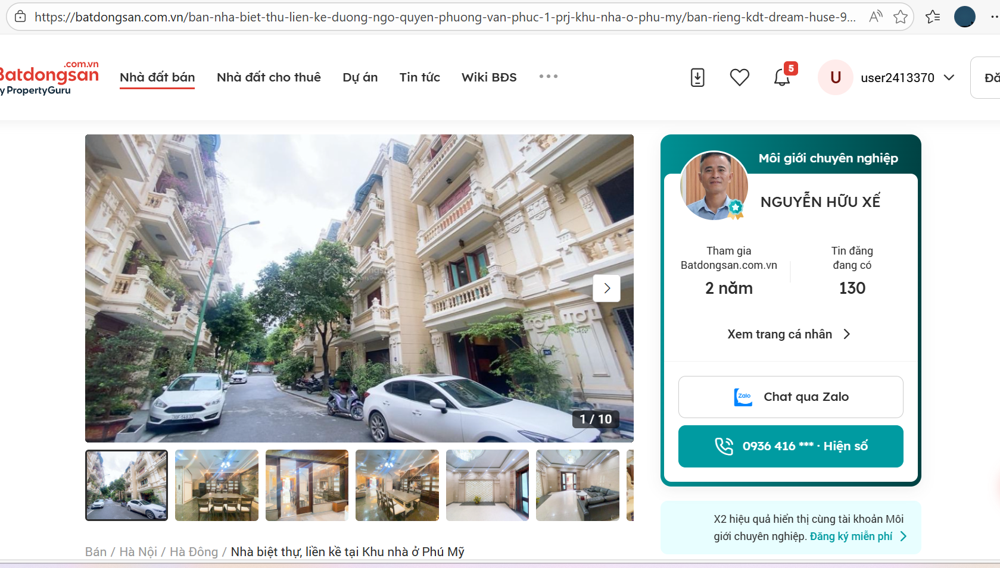 https://batdongsan.com.vn/ban-nha-biet-thu-lien-ke-duong-ngo-quyen-phuong-van-phuc-1-prj-khu-nha-o-phu-my/ban-rieng-kdt-dream-huse-9...
.com.vn
Batdongsan
y PropertyGuru
Nhà đất bán
Nhà đất cho thuê
Dự án
Tin tức
Wiki BĐS
5
U
user2413370
Đă
1 / 10
Môi giới chuyên nghiệp
NGUYỄN HỮU XẾ
Tham gia
Batdongsan.com.vn
2 năm
Tin đăng
đang có
130
Xem trang cá nhân
Zalo
Chat qua Zalo
0936 416 *** · Hiện số
X2 hiệu quả hiển thị cùng tài khoản Môi
giới chuyên nghiệp. Đăng ký miễn phí
Bán / Hà Nội / Hà Đông / Nhà biệt thự, liền kề tại Khu nhà ở Phú Mỹ